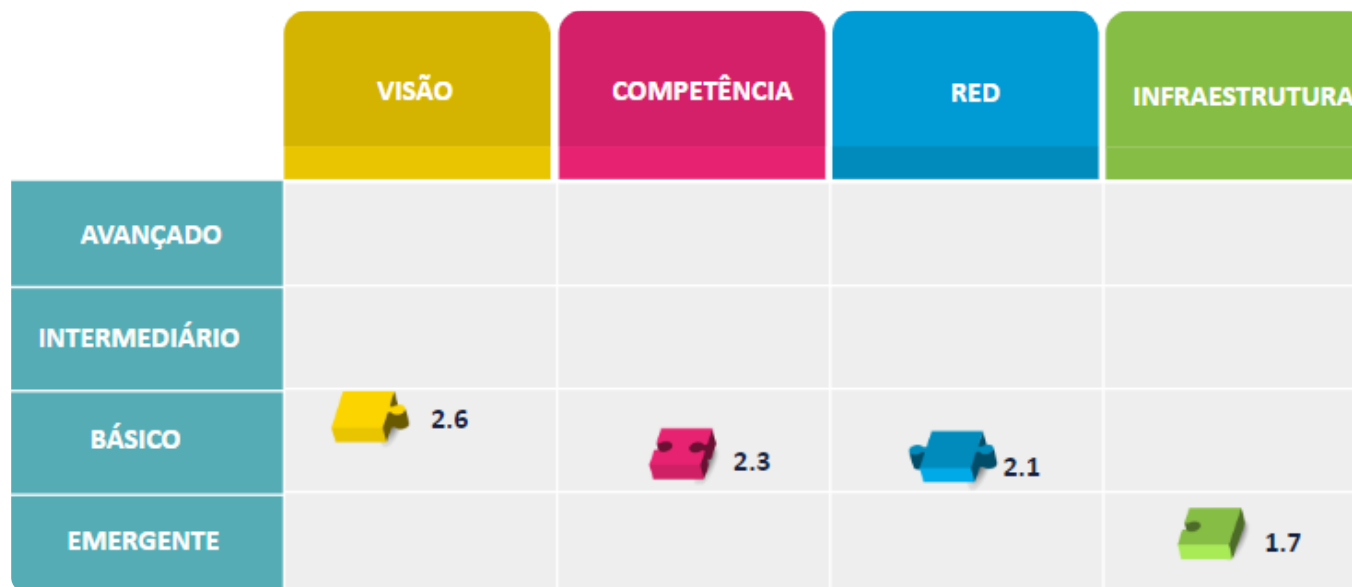 VISÃO
COMPETÊNCIA
RED
INFRAESTRUTURA
AVANÇADO
INTERMEDIÁRIO
BÁSICO
2.6
2.3
2.1
EMERGENTE
1.7